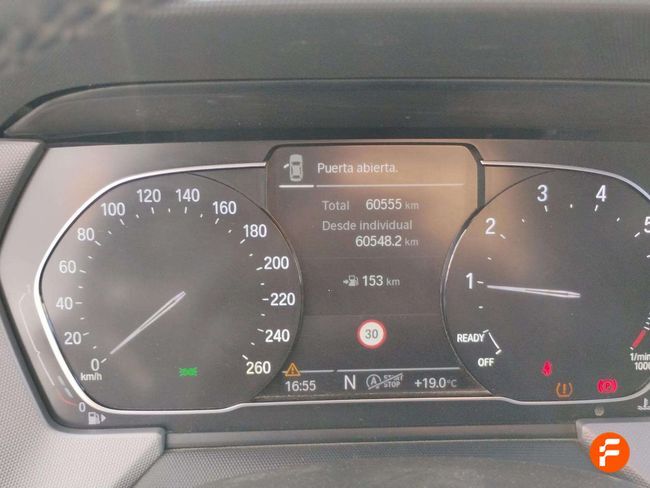 Puerta abierta.
Total 60555 km
Desde individual
60548.2 km
153 km
30
16:55 N A START STOP +19.0°C
0 20 40 60 80 100 120 140 160 180 200 220 240 260
km/h
0
1 2 3 4 5
READY
OFF
1/min
1000
P
F